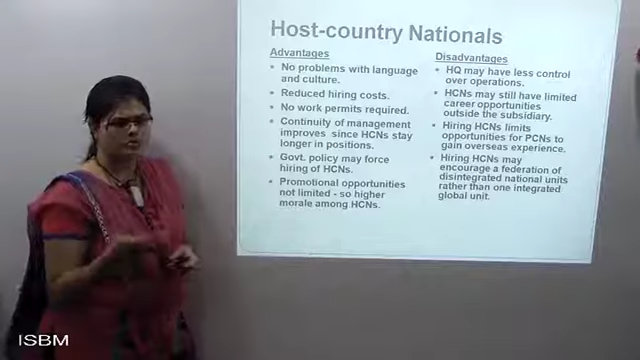 Host-country Nationals
Advantages
• No problems with language
and culture.
• Reduced hiring costs.
• No work permits required.
• Continuity of management
improves since HCNs stay
longer in positions.
• Govt. policy may force
hiring of HCNs.
• Promotional opportunities
not limited - so higher
morale among HCNs.
Disadvantages
• HQ may have less control
over operations.
• HCNs may still have limited
career opportunities
outside the subsidiary.
• Hiring HCNs limits
opportunities for PCNs to
gain overseas experience.
• Hiring HCNs may
encourage a federation of
disintegrated national units
rather than one integrated
global unit.
ISBM